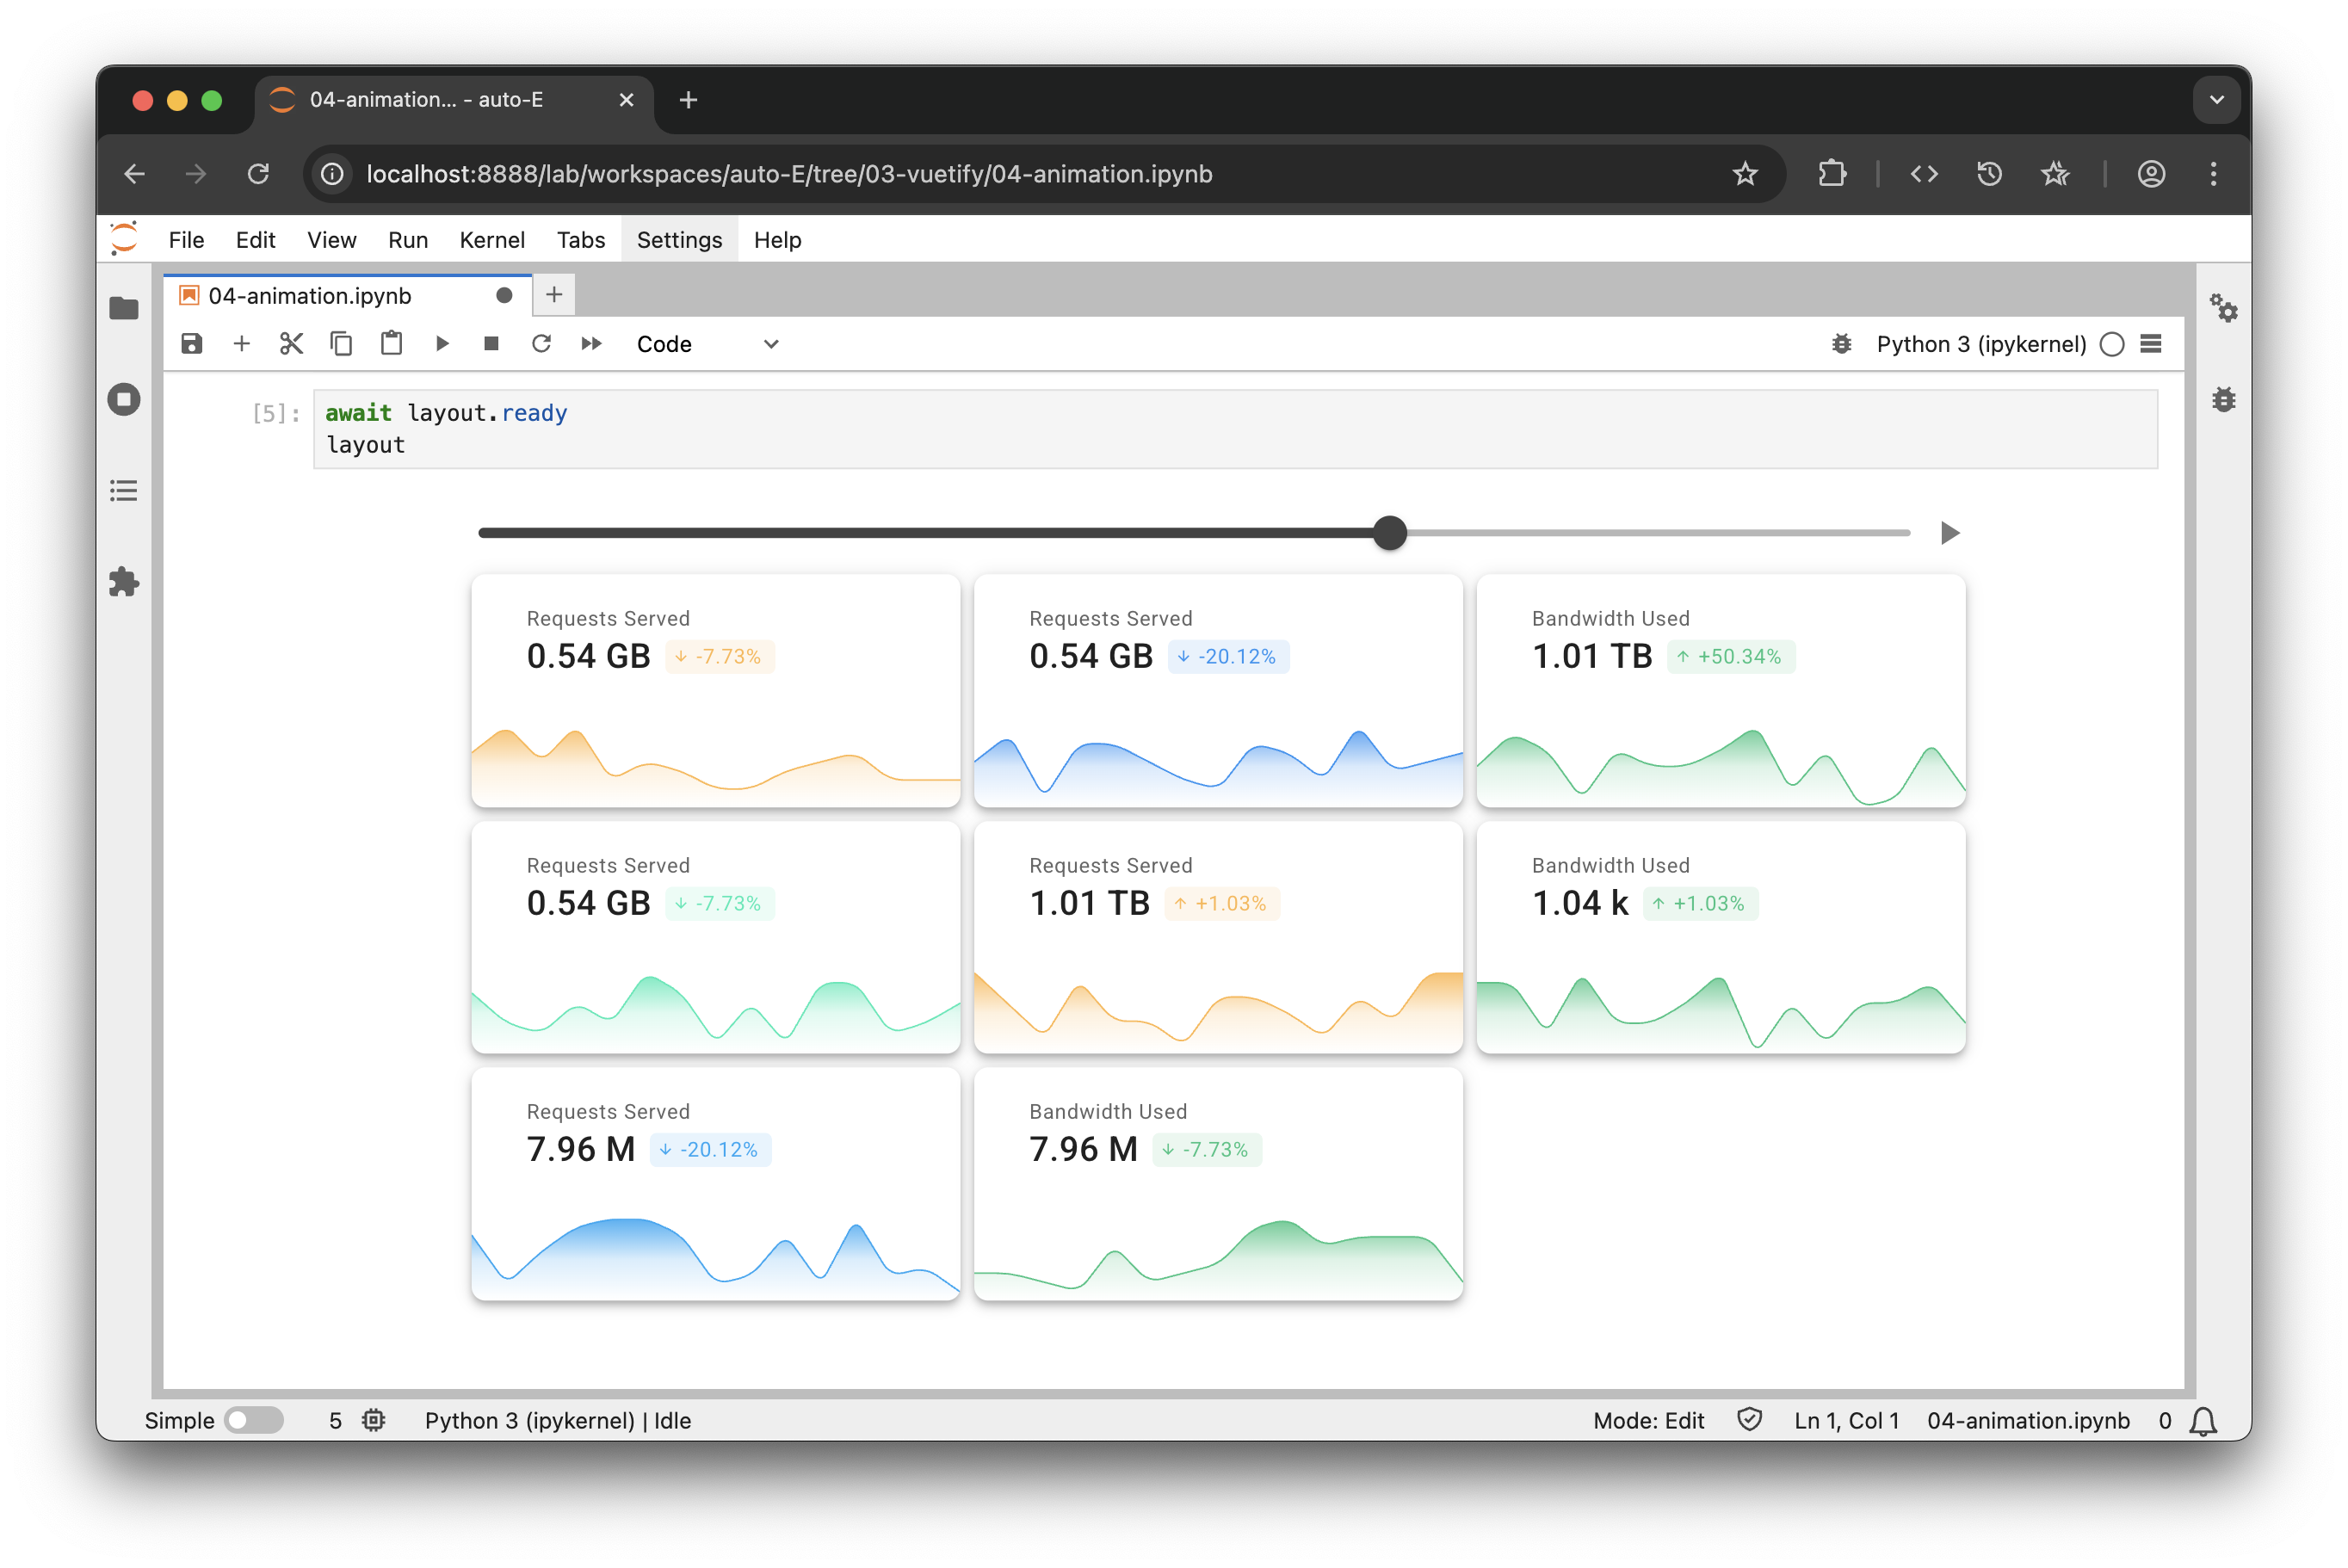 04-animation... - auto-E
localhost:8888/lab/workspaces/auto-E/tree/03-vuetify/04-animation.ipynb
File Edit View Run Kernel Tabs Settings Help
04-animation.ipynb
Code
Python 3 (ipykernel)
[5]:
await layout.ready
layout
Requests Served
0.54 GB -7.73%
Requests Served
0.54 GB -20.12%
Bandwidth Used
1.01 TB +50.34%
Requests Served
0.54 GB -7.73%
Requests Served
1.01 TB +1.03%
Bandwidth Used
1.04 k +1.03%
Requests Served
7.96 M -20.12%
Bandwidth Used
7.96 M -7.73%
Simple 5 Python 3 (ipykernel) | Idle Mode: Edit Ln 1, Col 1 04-animation.ipynb 0